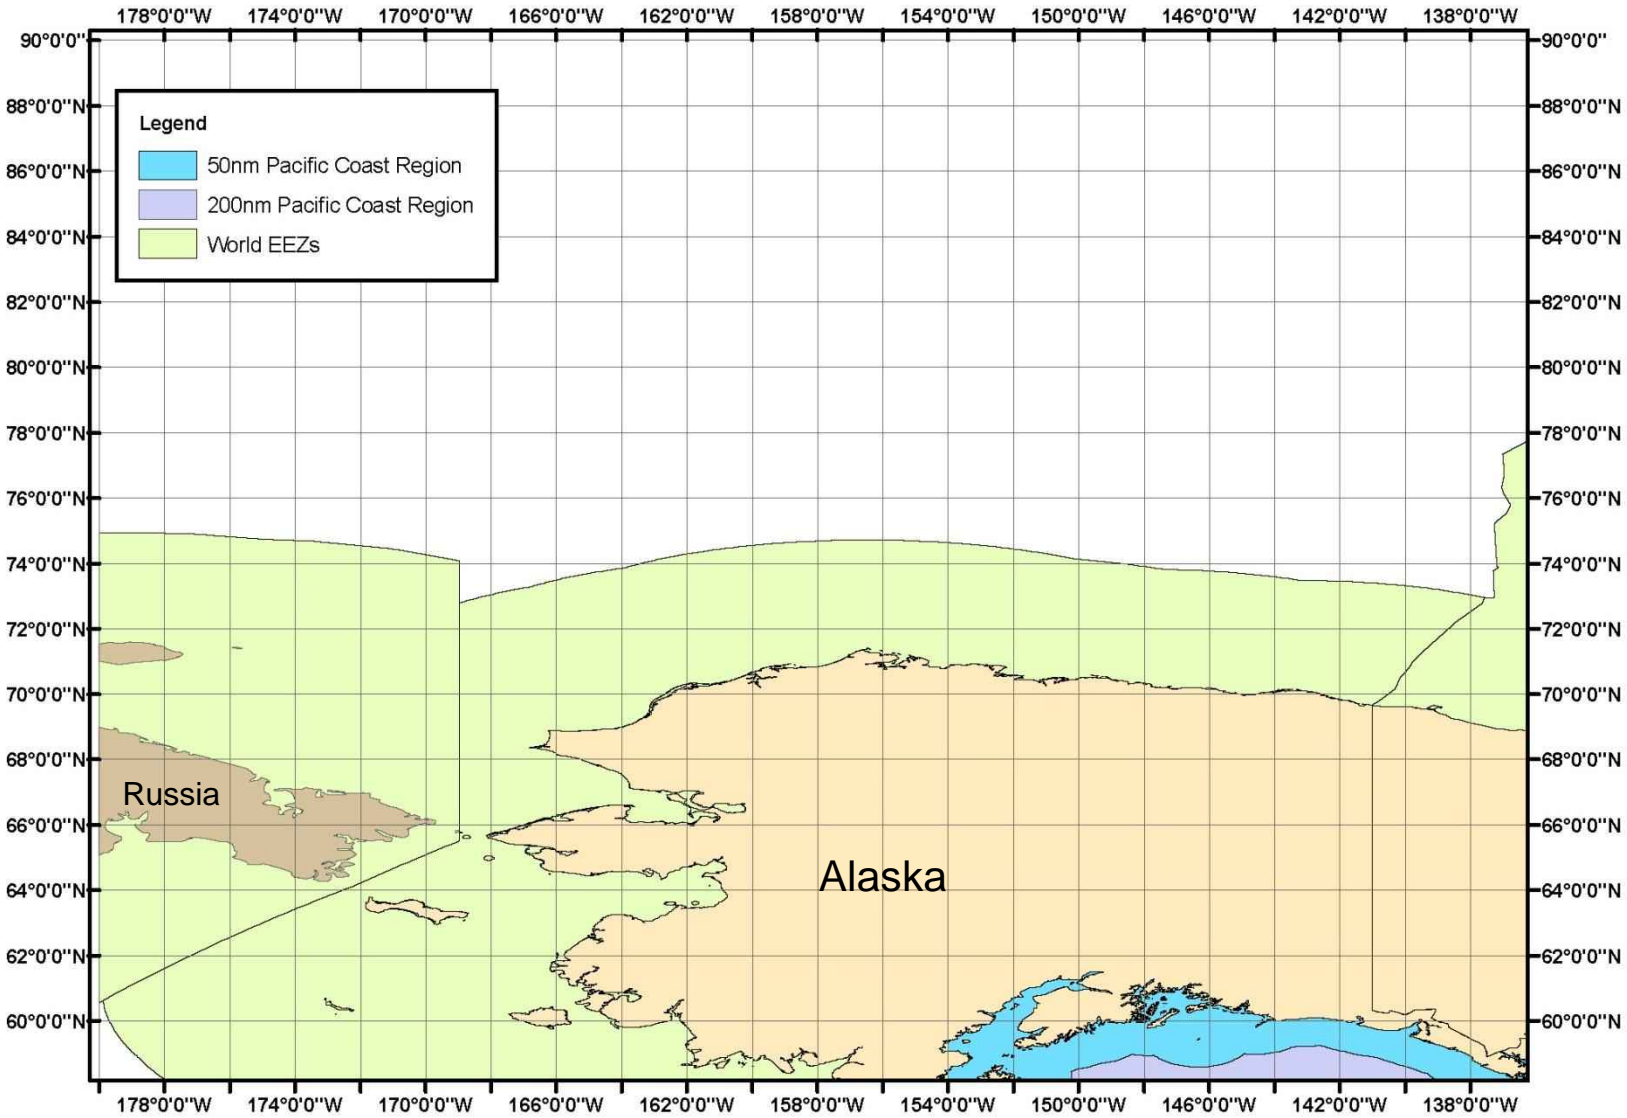 178°0'0"W 174°0'0"W 170°0'0"W 166°0'0"W 162°0'0"W 158°0'0"W 154°0'0"W 150°0'0"W 146°0'0"W 142°0'0"W 138°0'0"W
90°0'0" 90°0'0"
88°0'0"N 88°0'0"N
Legend
50nm Pacific Coast Region
86°0'0"N 86°0'0"N
200nm Pacific Coast Region
84°0'0"N 84°0'0"N
World EEZs
82°0'0"N 82°0'0"N
80°0'0"N 80°0'0"N
78°0'0"N 78°0'0"N
76°0'0"N 76°0'0"N
74°0'0"N 74°0'0"N
72°0'0"N 72°0'0"N
70°0'0"N 70°0'0"N
68°0'0"N 68°0'0"N
Russia
66°0'0"N 66°0'0"N
Alaska
64°0'0"N 64°0'0"N
62°0'0"N 62°0'0"N
60°0'0"N 60°0'0"N
178°0'0"W 174°0'0"W 170°0'0"W 166°0'0"W 162°0'0"W 158°0'0"W 154°0'0"W 150°0'0"W 146°0'0"W 142°0'0"W 138°0'0"W